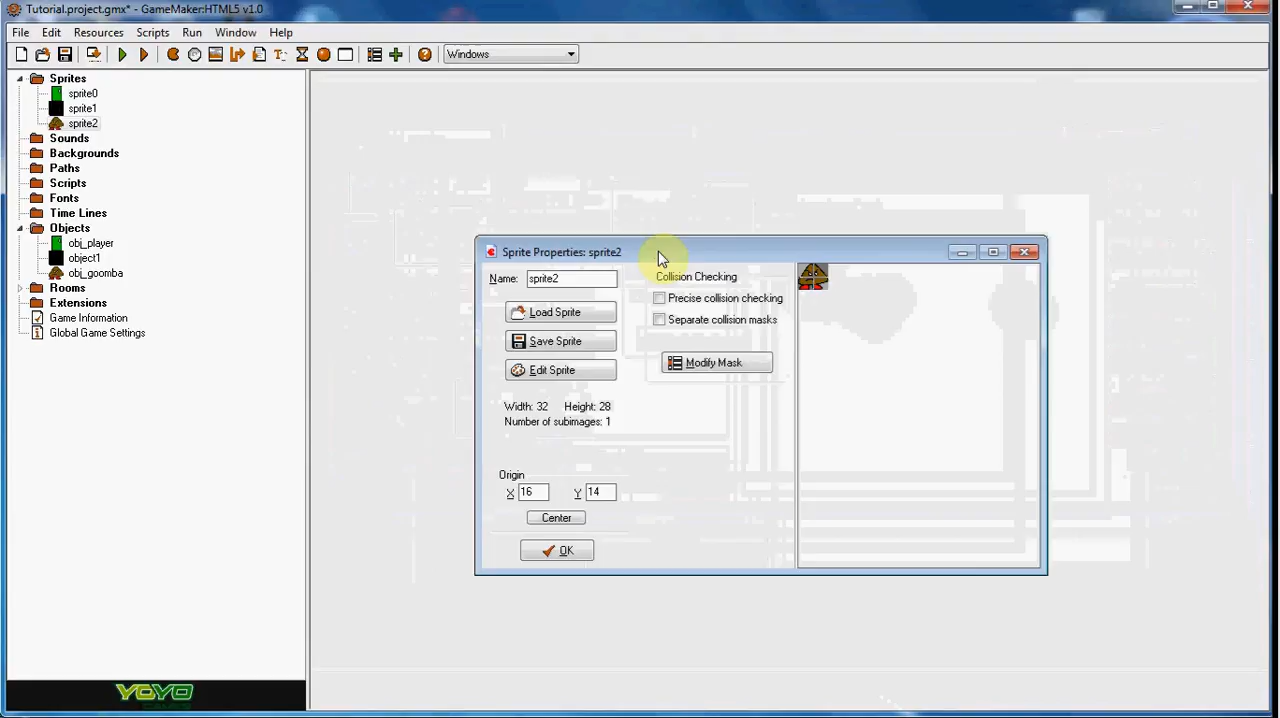 Tutorial.project.gmx* - GameMaker:HTML5 v1.0
File Edit Resources Scripts Run Window Help
Windows
Sprites
sprite0
sprite1
sprite2
Sounds
Backgrounds
Paths
Scripts
Fonts
Time Lines
Objects
obj_player
object1
obj_goomba
Rooms
Extensions
Game Information
Global Game Settings
YOYO
GAMES
Sprite Properties: sprite2
Name: sprite2
Load Sprite
Save Sprite
Edit Sprite
Width: 32 Height: 28
Number of subimages: 1
Origin
X 16 Y 14
Center
OK
Collision Checking
Precise collision checking
Separate collision masks
Modify Mask